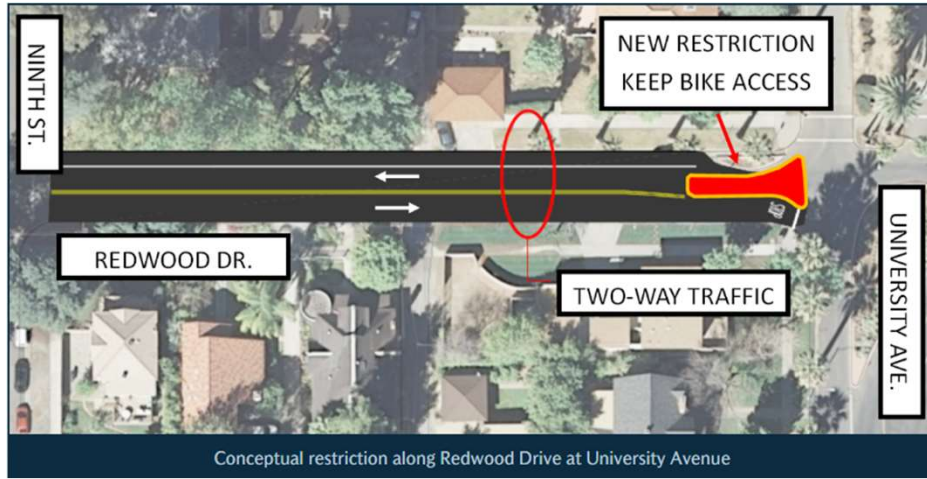 NINTH ST.
NEW RESTRICTION
KEEP BIKE ACCESS
REDWOOD DR.
TWO-WAY TRAFFIC
UNIVERSITY AVE.
Conceptual restriction along Redwood Drive at University Avenue